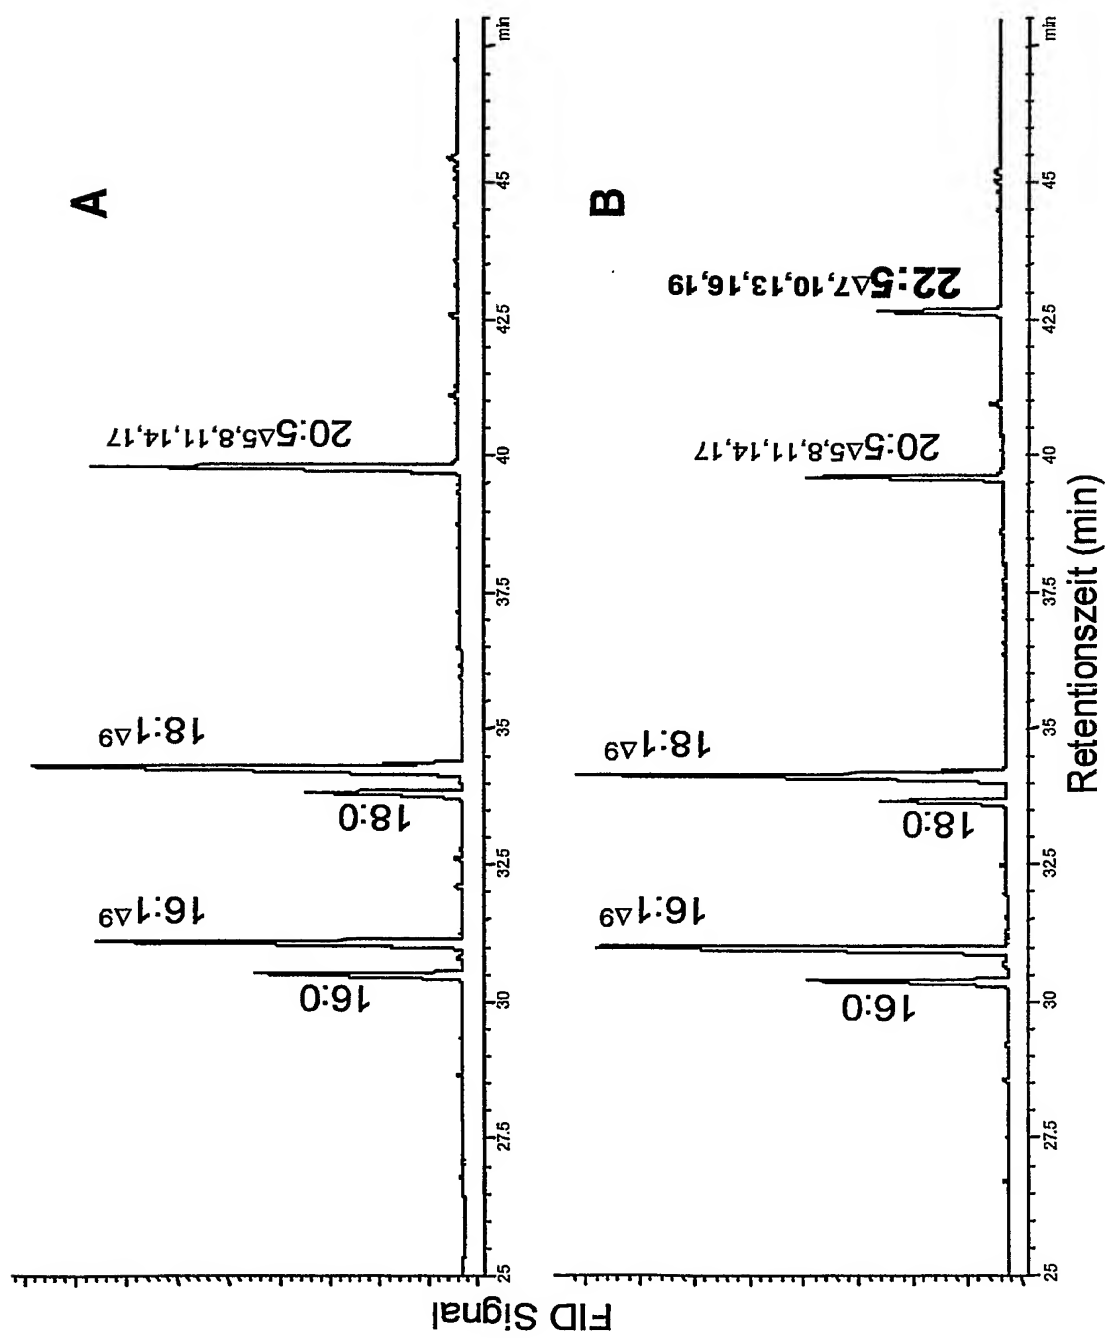 A
16:0
16:1Δ9
18:0
18:1Δ9
20:5Δ5,8,11,14,17
25
27.5
30
32.5
35
37.5
40
42.5
45
min
B
16:0
16:1Δ9
18:0
18:1Δ9
20:5Δ5,8,11,14,17
22:5Δ7,10,13,16,19
25
27.5
30
32.5
35
37.5
40
42.5
45
min
FID Signal
Retentionszeit (min)